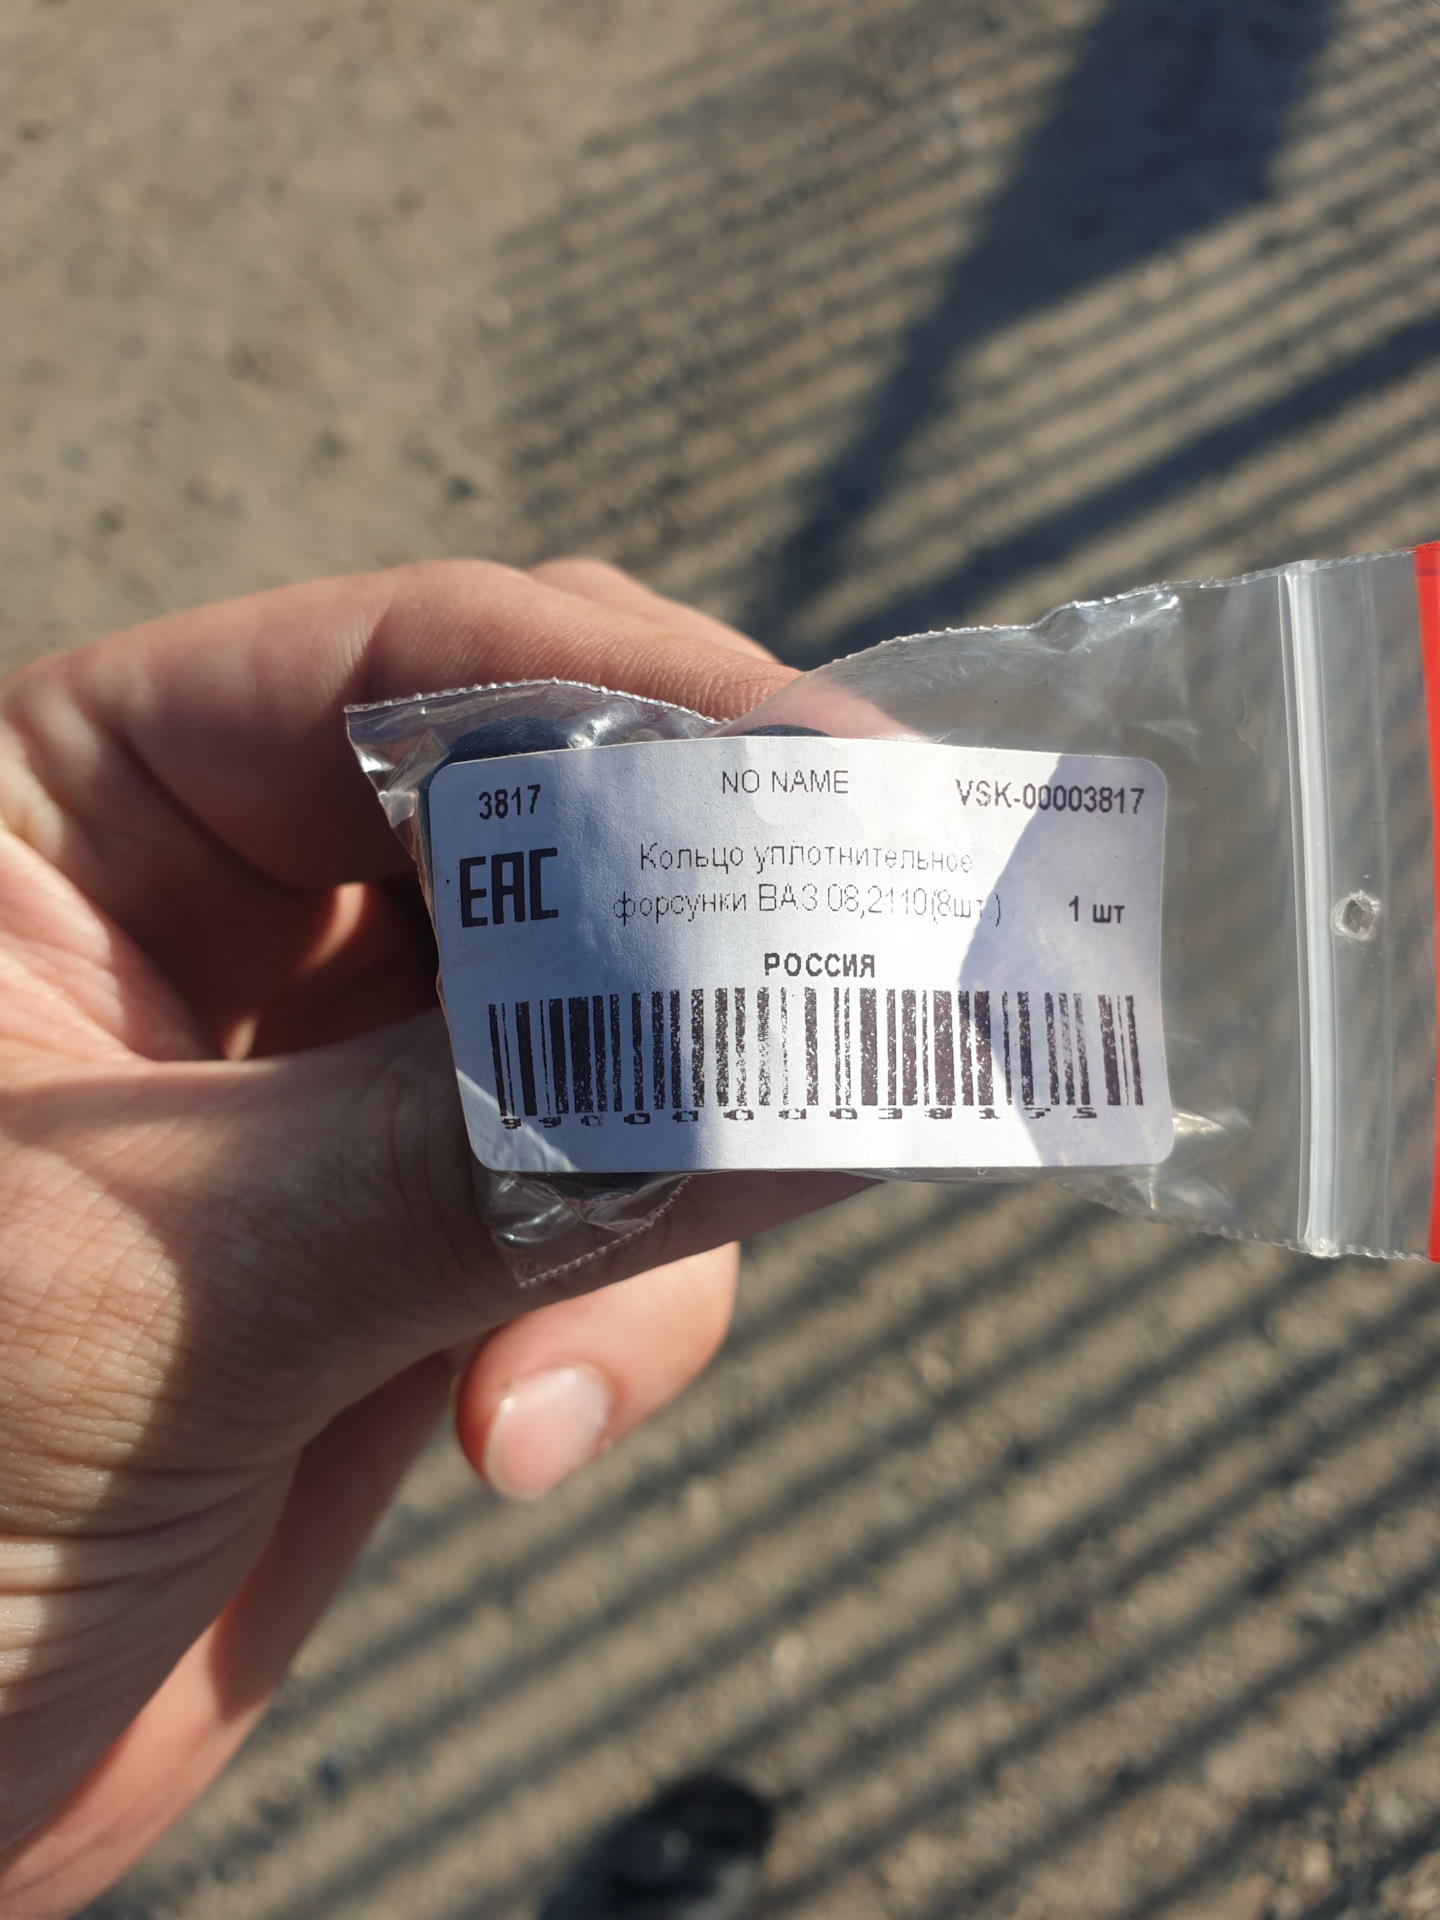 3817 NO NAME VSK-00003817
EAC
Кольцо уплотнительное
форсунки ВАЗ 08,2110(8шт.)
1 шт
РОССИЯ
9900000038175